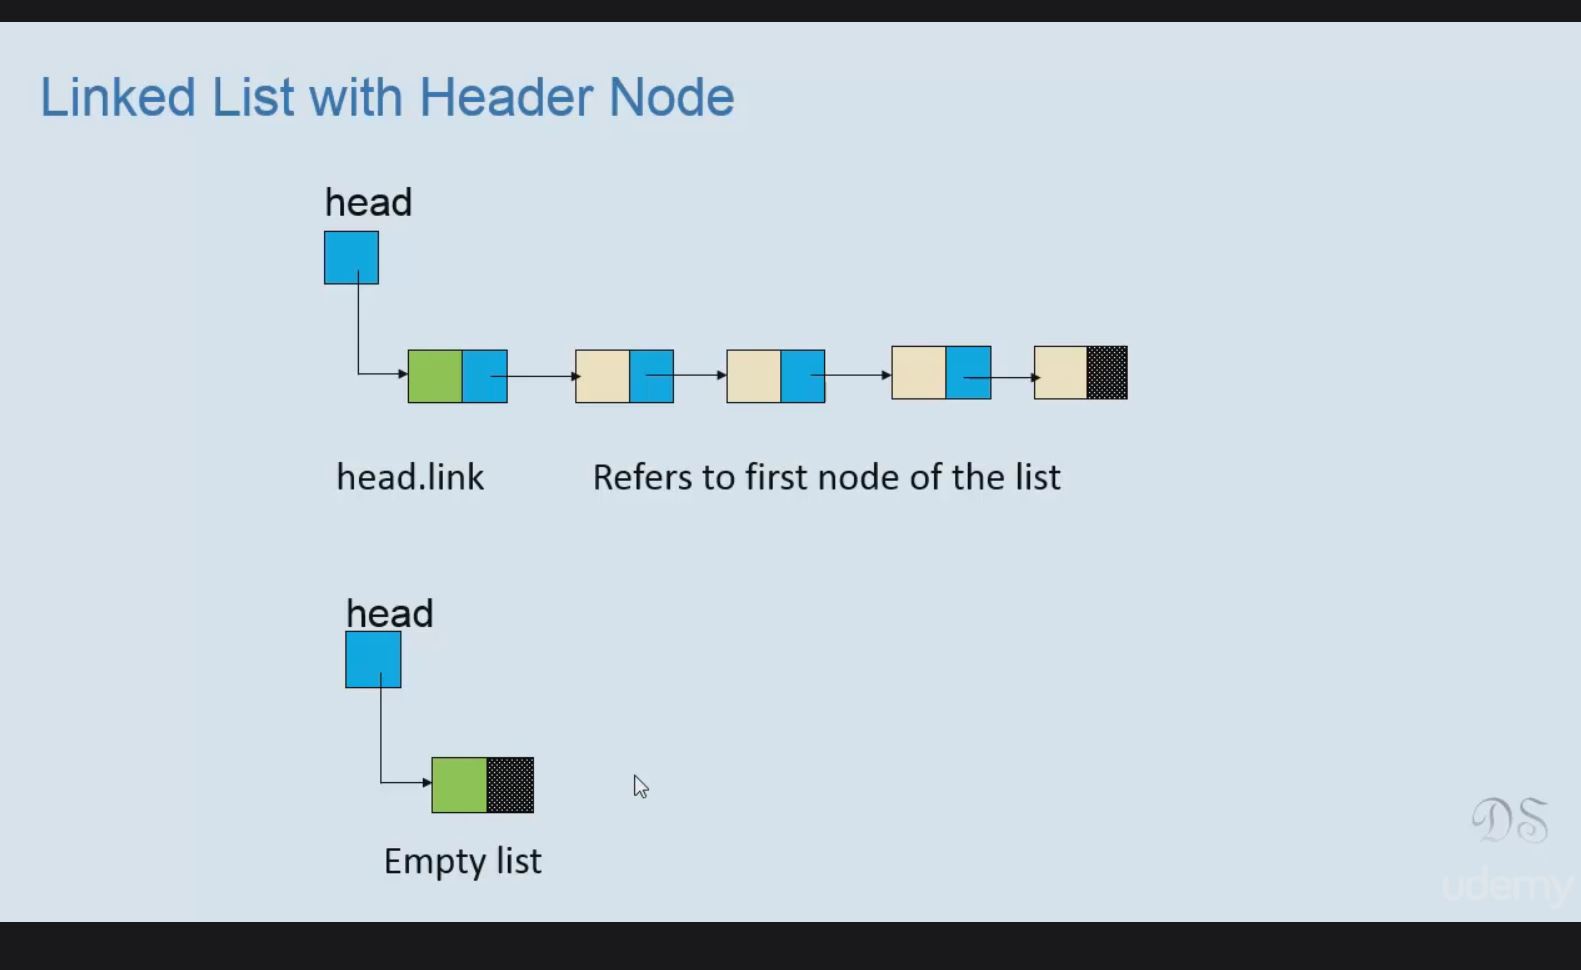 Linked List with Header Node
head
head.link Refers to first node of the list
head
Empty list
DS
udemy